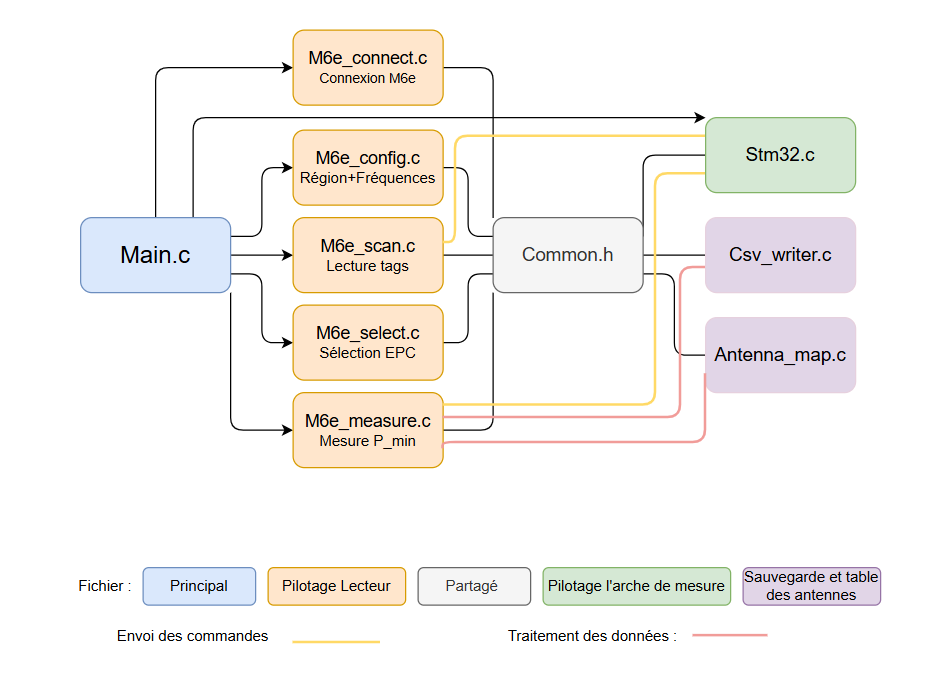 M6e_connect.c
Connexion M6e
M6e_config.c
Région+Fréquences
Stm32.c
Main.c
M6e_scan.c
Lecture tags
Common.h
Csv_writer.c
M6e_select.c
Sélection EPC
Antenna_map.c
M6e_measure.c
Mesure P_min
Fichier :
Principal
Pilotage Lecteur
Partagé
Pilotage l'arche de mesure
Sauvegarde et table
des antennes
Envoi des commandes
Traitement des données :